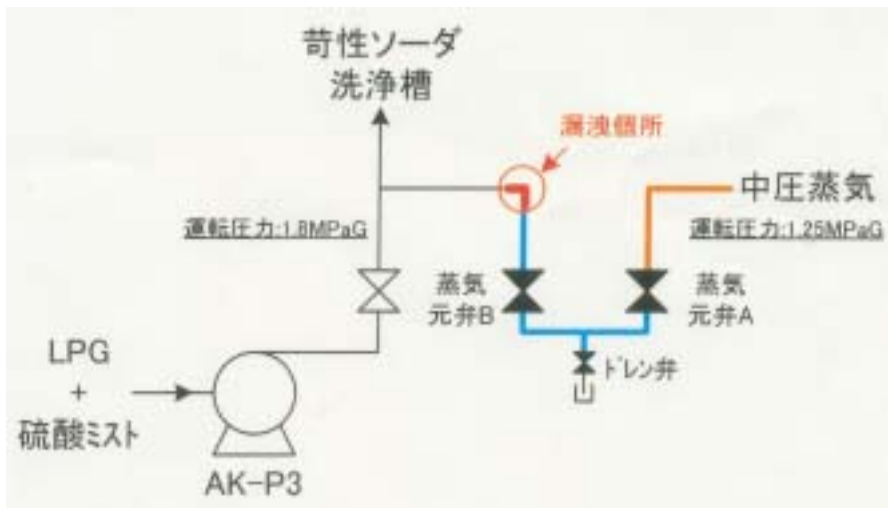 苛性ソーダ
洗浄槽
漏洩個所
中圧蒸気
運転圧力:1.8MPaG
運転圧力:1.25MPaG
蒸気
元弁B
蒸気
元弁A
ドレン弁
LPG
+
硫酸ミスト
AK-P3